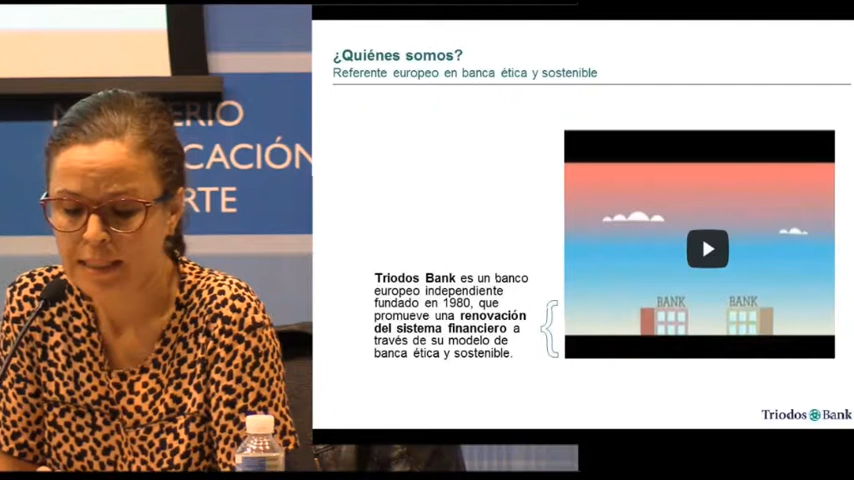 ERIO
CACIÓN
RTE
¿Quiénes somos?
Referente europeo en banca ética y sostenible
BANK
BANK
Triodos Bank es un banco
europeo independiente
fundado en 1980, que
promueve una renovación
del sistema financiero a
través de su modelo de
banca ética y sostenible.
Triodos Bank